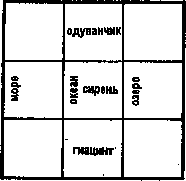 одуванчик
море
океан
сирень
озеро
гиацинт